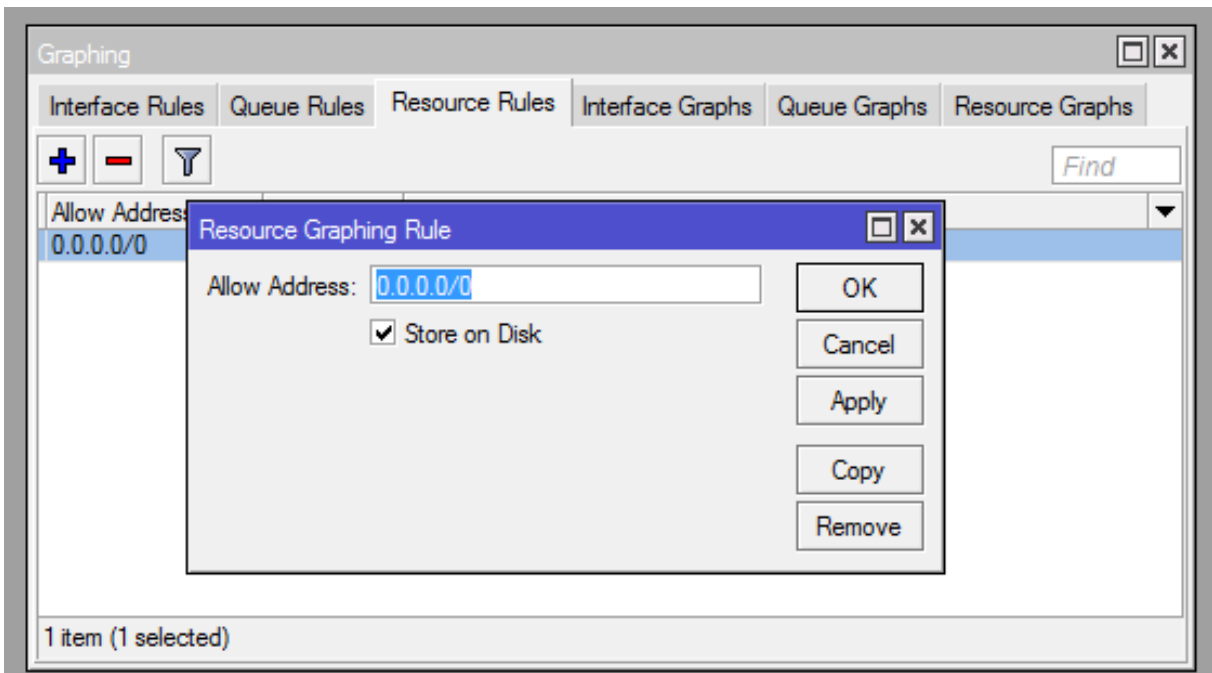 Graphing
Interface Rules Queue Rules Resource Rules Interface Graphs Queue Graphs Resource Graphs
Find
Allow Address
0.0.0.0/0
Resource Graphing Rule
Allow Address: 0.0.0.0/0
Store on Disk
OK
Cancel
Apply
Copy
Remove
1 item (1 selected)